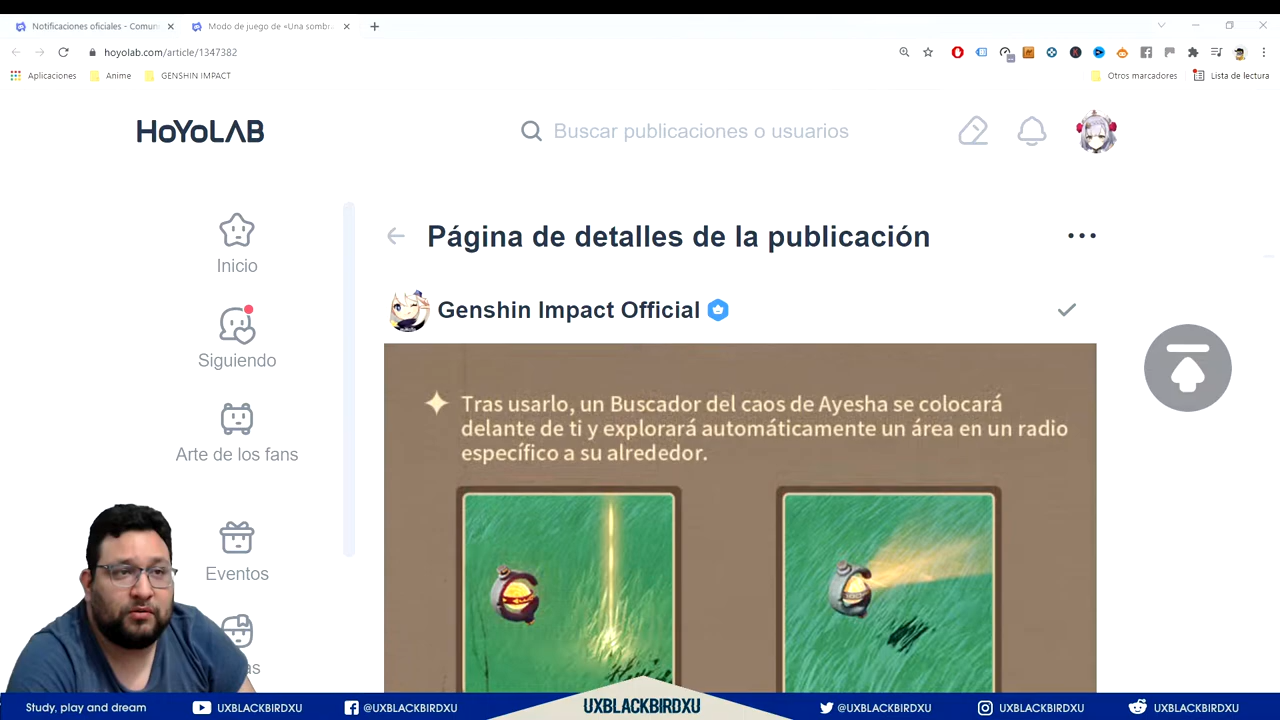 Notificaciones oficiales - Comun
Modo de juego de «Una sombra
hoyolab.com/article/1347382
Aplicaciones
Anime
GENSHIN IMPACT
Otros marcadores
Lista de lectura
HoYoLAB
Buscar publicaciones o usuarios
Inicio
Siguiendo
Arte de los fans
Eventos
as
Página de detalles de la publicación
Genshin Impact Official
Tras usarlo, un Buscador del caos de Ayesha se colocará
delante de ti y explorará automáticamente un área en un radio
específico a su alrededor.
Study, play and dream
UXBLACKBIRDXU
@UXBLACKBIRDXU
UXBLACKBIRDXU
@UXBLACKBIRDXU
UXBLACKBIRDXU
UXBLACKBIRDXU